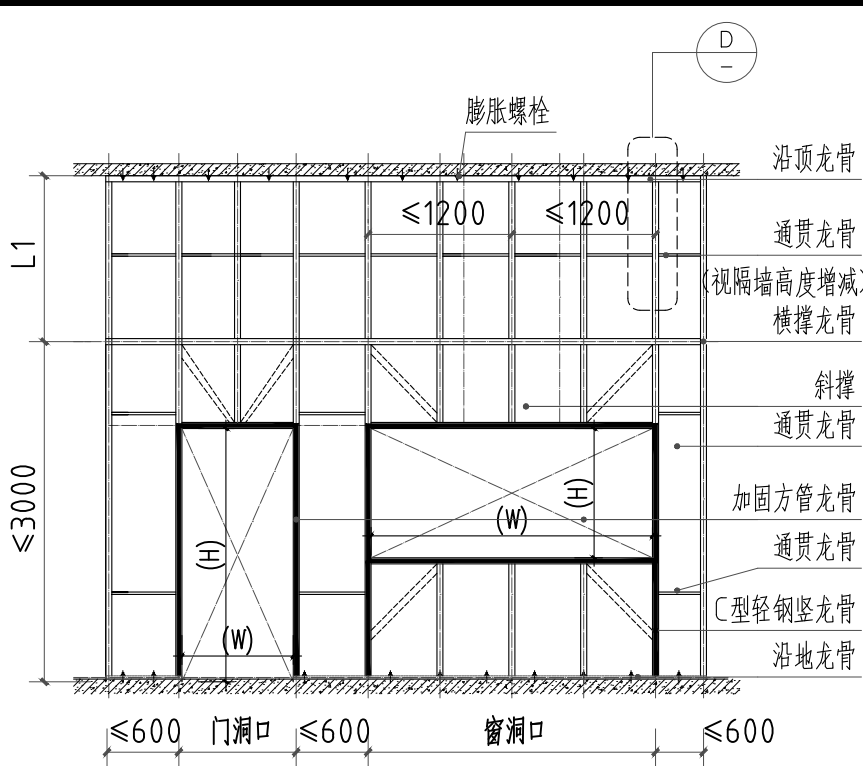 D
–
膨胀螺栓
沿顶龙骨
≤1200
≤1200
通贯龙骨
L1
(视隔墙高度增减)
横撑龙骨
斜撑
通贯龙骨
≤3000
加固方管龙骨
(H)
(W)
(H)
通贯龙骨
C型轻钢竖龙骨
(W)
沿地龙骨
≤600
门洞口
≤600
窗洞口
≤600